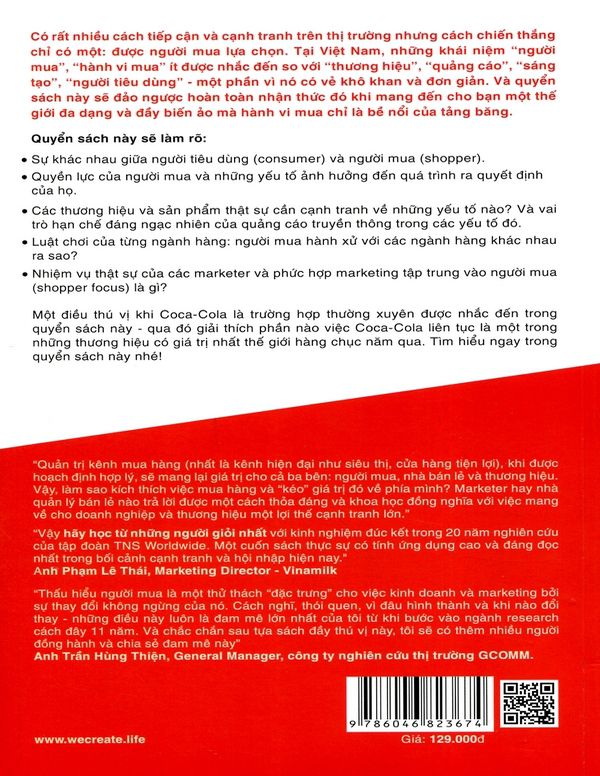 Có rất nhiều cách tiếp cận và cạnh tranh trên thị trường nhưng cách chiến thắng
chỉ có một: được người mua lựa chọn. Tại Việt Nam, những khái niệm “người
mua”, “hành vi mua” ít được nhắc đến so với “thương hiệu”, “quảng cáo”, “sáng
tạo”, “người tiêu dùng” - một phần vì nó có vẻ khô khan và đơn giản. Và quyển
sách này sẽ đảo ngược hoàn toàn nhận thức đó khi mang đến cho bạn một thế
giới đa dạng và đầy biến ảo mà hành vi mua chỉ là bề nổi của tảng băng.
Quyển sách này sẽ làm rõ:
• Sự khác nhau giữa người tiêu dùng (consumer) và người mua (shopper).
• Quyền lực của người mua và những yếu tố ảnh hưởng đến quá trình ra quyết định
của họ.
• Các thương hiệu và sản phẩm thật sự cần cạnh tranh về những yếu tố nào? Và vai
trò hạn chế đáng ngạc nhiên của quảng cáo truyền thông trong các yếu tố đó.
• Luật chơi của từng ngành hàng: người mua hành xử với các ngành hàng khác nhau
ra sao?
• Nhiệm vụ thật sự của các marketer và phức hợp marketing tập trung vào người mua
(shopper focus) là gì?
Một điều thú vị khi Coca-Cola là trường hợp thường xuyên được nhắc đến trong
quyển sách này - qua đó giải thích phần nào việc Coca-Cola liên tục là một trong
những thương hiệu có giá trị nhất thế giới hàng chục năm qua. Tìm hiểu ngay trong
quyển sách này nhé!
“Quản trị kênh mua hàng (nhất là kênh hiện đại như siêu thị, cửa hàng tiện lợi), khi được
hoạch định hợp lý, sẽ mang lại giá trị cho cả ba bên: người mua, nhà bán lẻ và thương hiệu.
Vậy, làm sao kích thích việc mua hàng và “kéo” giá trị đó về phía mình? Marketer hay nhà
quản lý bán lẻ nào trả lời được một cách thỏa đáng và khoa học đồng nghĩa với việc mang
về cho doanh nghiệp và thương hiệu một lợi thế cạnh tranh lớn.”
“Vậy hãy học từ những người giỏi nhất với kinh nghiệm đúc kết trong 20 năm nghiên cứu
của tập đoàn TNS Worldwide. Một cuốn sách thực sự có tính ứng dụng cao và đáng đọc
nhất trong bối cảnh cạnh tranh và hội nhập hiện nay.”
Anh Phạm Lê Thái, Marketing Director - Vinamilk
“Thấu hiểu người mua là một thử thách “đặc trưng” cho việc kinh doanh và marketing bởi
sự thay đổi không ngừng của nó. Cách nghĩ, thói quen, vì đâu hình thành và khi nào đổi
thay - những điều này luôn là đam mê lớn nhất của tôi từ khi bước vào ngành research
cách đây 11 năm. Và chắc chắn sau tựa sách đầy thú vị này, tôi sẽ có thêm nhiều người
đồng hành và chia sẻ đam mê này”
Anh Trần Hùng Thiện, General Manager, công ty nghiên cứu thị trường GCOMM.
9 786046 823674
www.wecreate.life
Giá: 129.000đ